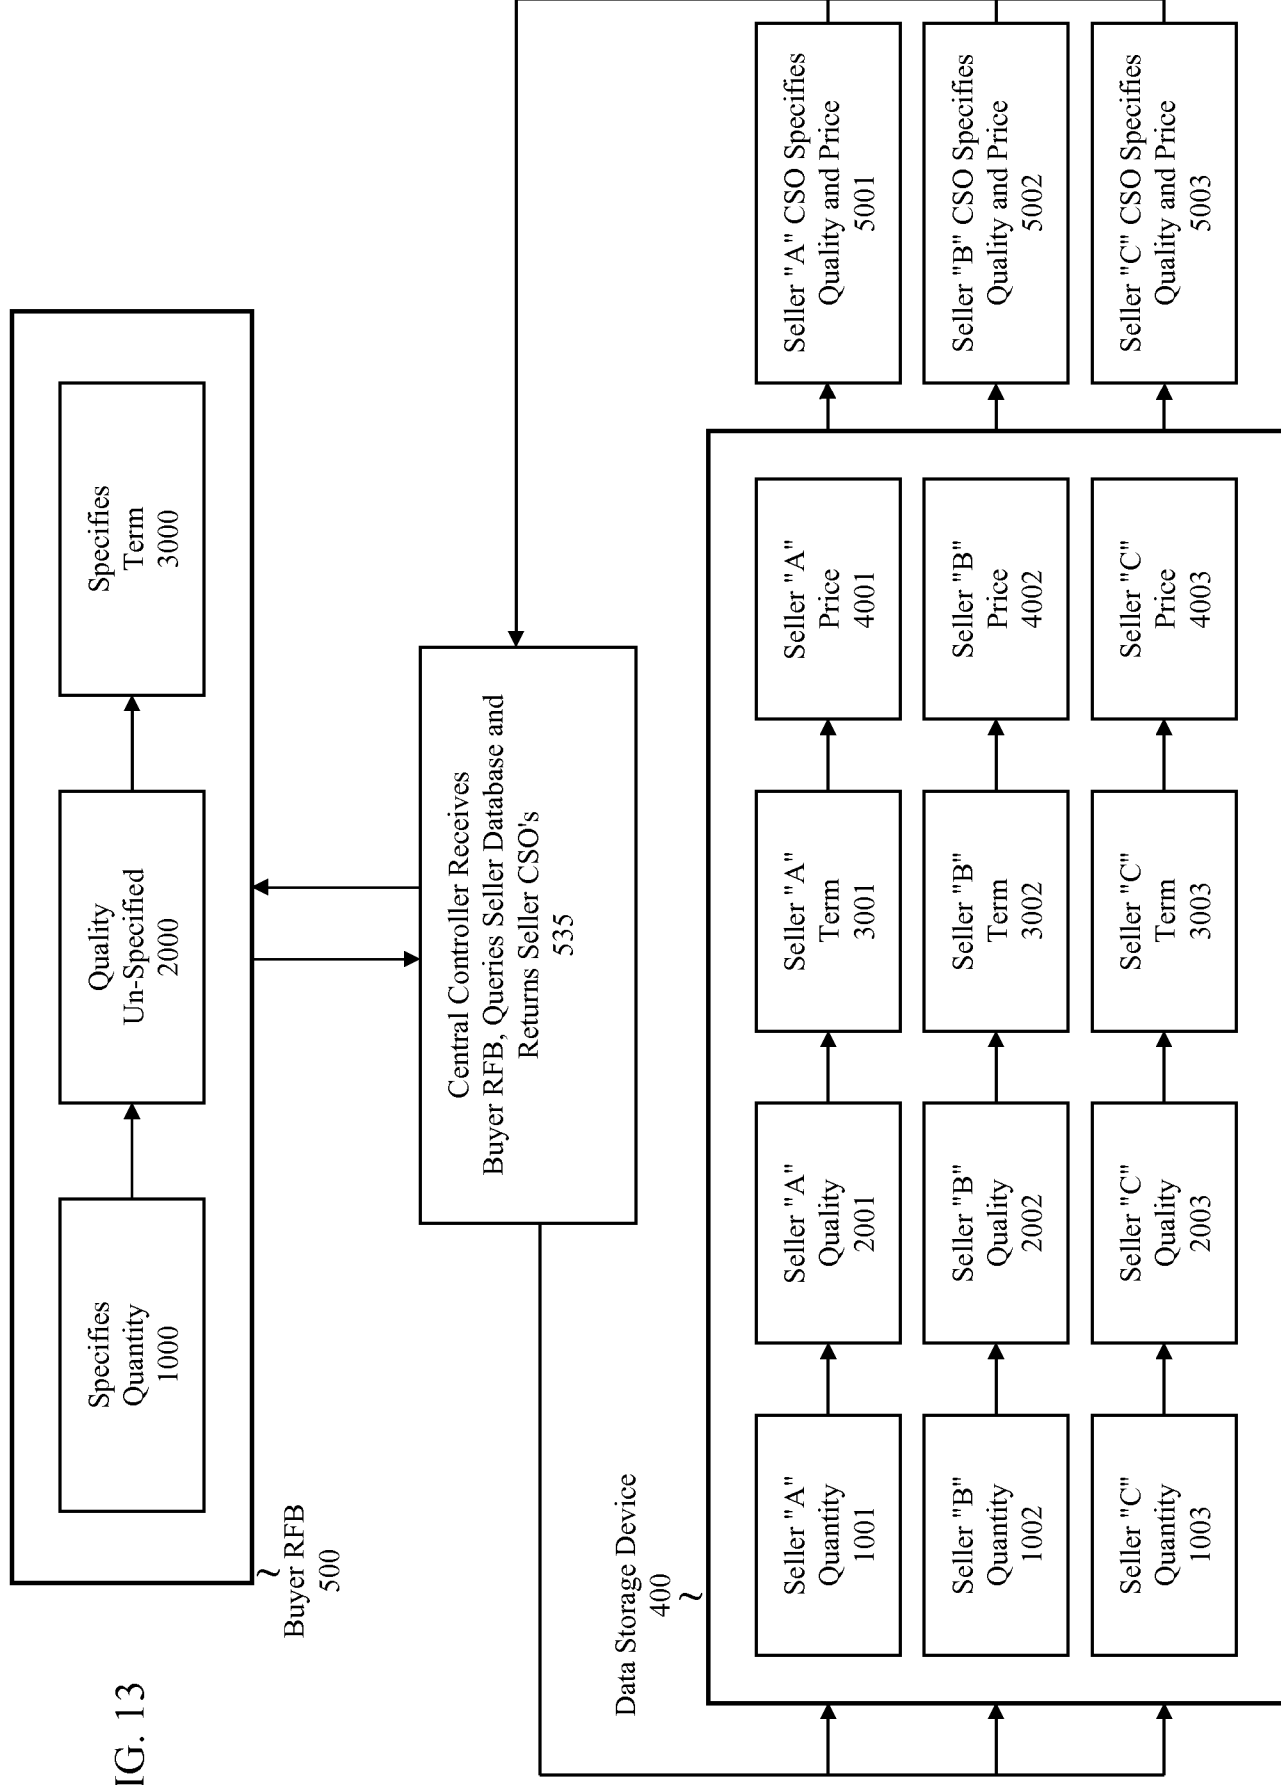 IG. 13
Buyer RFB
500
Specifies
Quantity
1000
Quality
Un-Specified
2000
Specifies
Term
3000
Central Controller Receives
Buyer RFB, Queries Seller Database and
Returns Seller CSO's
535
Data Storage Device
400
Seller "A"
Quantity
1001
Seller "A"
Quality
2001
Seller "A"
Term
3001
Seller "A"
Price
4001
Seller "A" CSO Specifies
Quality and Price
5001
Seller "B"
Quantity
1002
Seller "B"
Quality
2002
Seller "B"
Term
3002
Seller "B"
Price
4002
Seller "B" CSO Specifies
Quality and Price
5002
Seller "C"
Quantity
1003
Seller "C"
Quality
2003
Seller "C"
Term
3003
Seller "C"
Price
4003
Seller "C" CSO Specifies
Quality and Price
5003